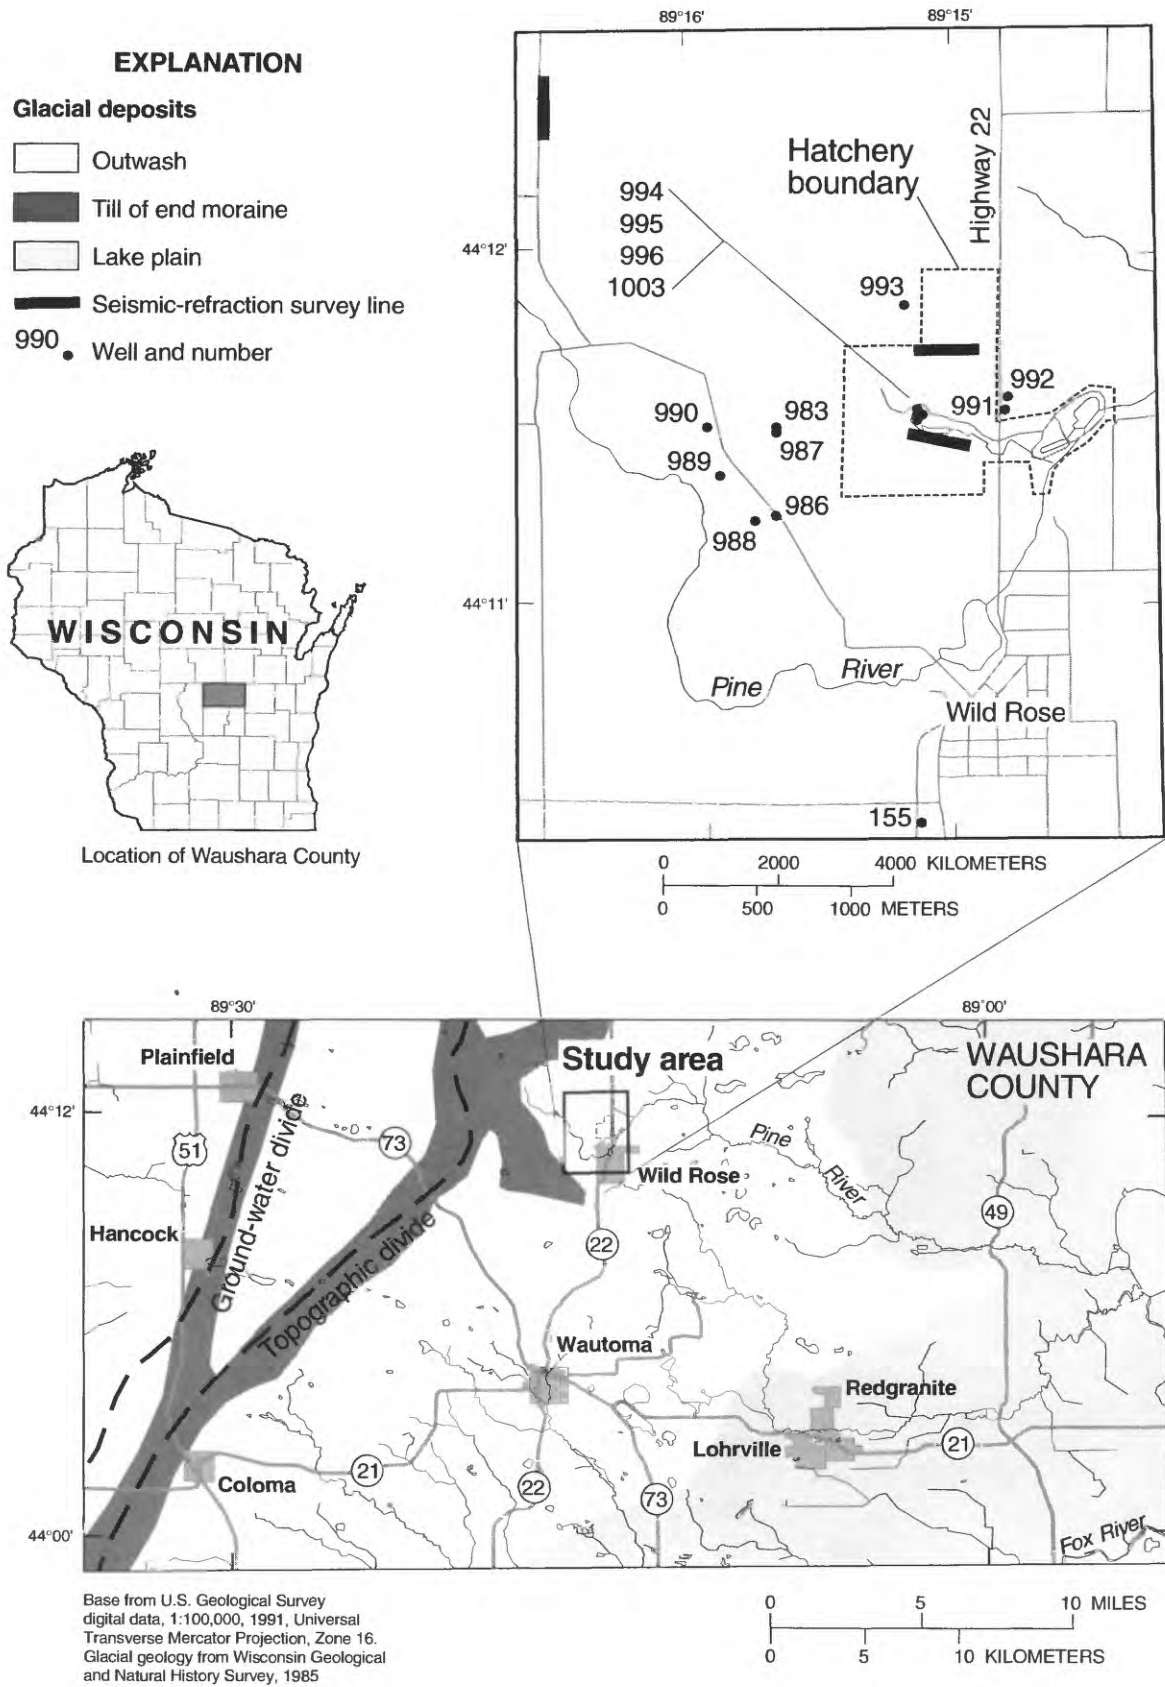 EXPLANATION
Glacial deposits
Outwash
Till of end moraine
Lake plain
Seismic-refraction survey line
990 Well and number
WISCONSIN
Location of Waushara County
89°16' 89°15'
Highway 22
Hatchery
boundary
994
995
996
1003
44°12'
993
992
991
990
983
987
989
986
988
44°11'
Pine River
Wild Rose
155
0 2000 4000 KILOMETERS
0 500 1000 METERS
89°30' 89°00'
Plainfield
Study area
WAUSHARA
COUNTY
44°12'
51
73
Ground-water divide
Pine River
Wild Rose
Hancock
Topographic divide
22
49
Wautoma
Redgranite
Lohrville
21
Coloma
21
22
73
44°00'
Fox River
Base from U.S. Geological Survey
digital data, 1:100,000, 1991, Universal
Transverse Mercator Projection, Zone 16.
Glacial geology from Wisconsin Geological
and Natural History Survey, 1985
0 5 10 MILES
0 5 10 KILOMETERS